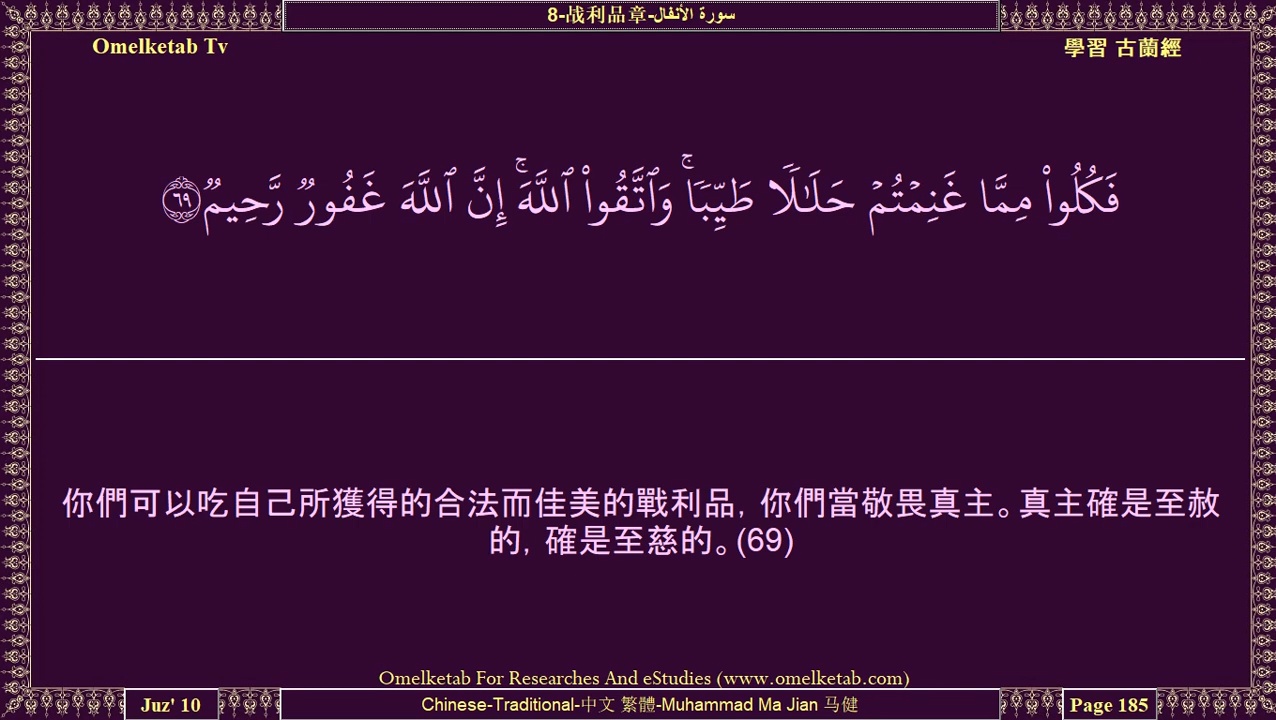 8-战利品章-سورة الأنفال
Omelketab Tv
學習 古蘭經
فَكُلُوا۟ مِمَّا غَنِمْتُمْ حَلَـٰلًا طَيِّبًا ۚ وَٱتَّقُوا۟ ٱللَّهَ ۚ إِنَّ ٱللَّهَ غَفُورٌ رَّحِيمٌ ٦٩
你們可以吃自己所獲得的合法而佳美的戰利品，你們當敬畏真主。真主確是至赦
的，確是至慈的。(69)
Omelketab For Researches And eStudies (www.omelketab.com)
Juz' 10
Chinese-Traditional-中文 繁體-Muhammad Ma Jian 马健
Page 185